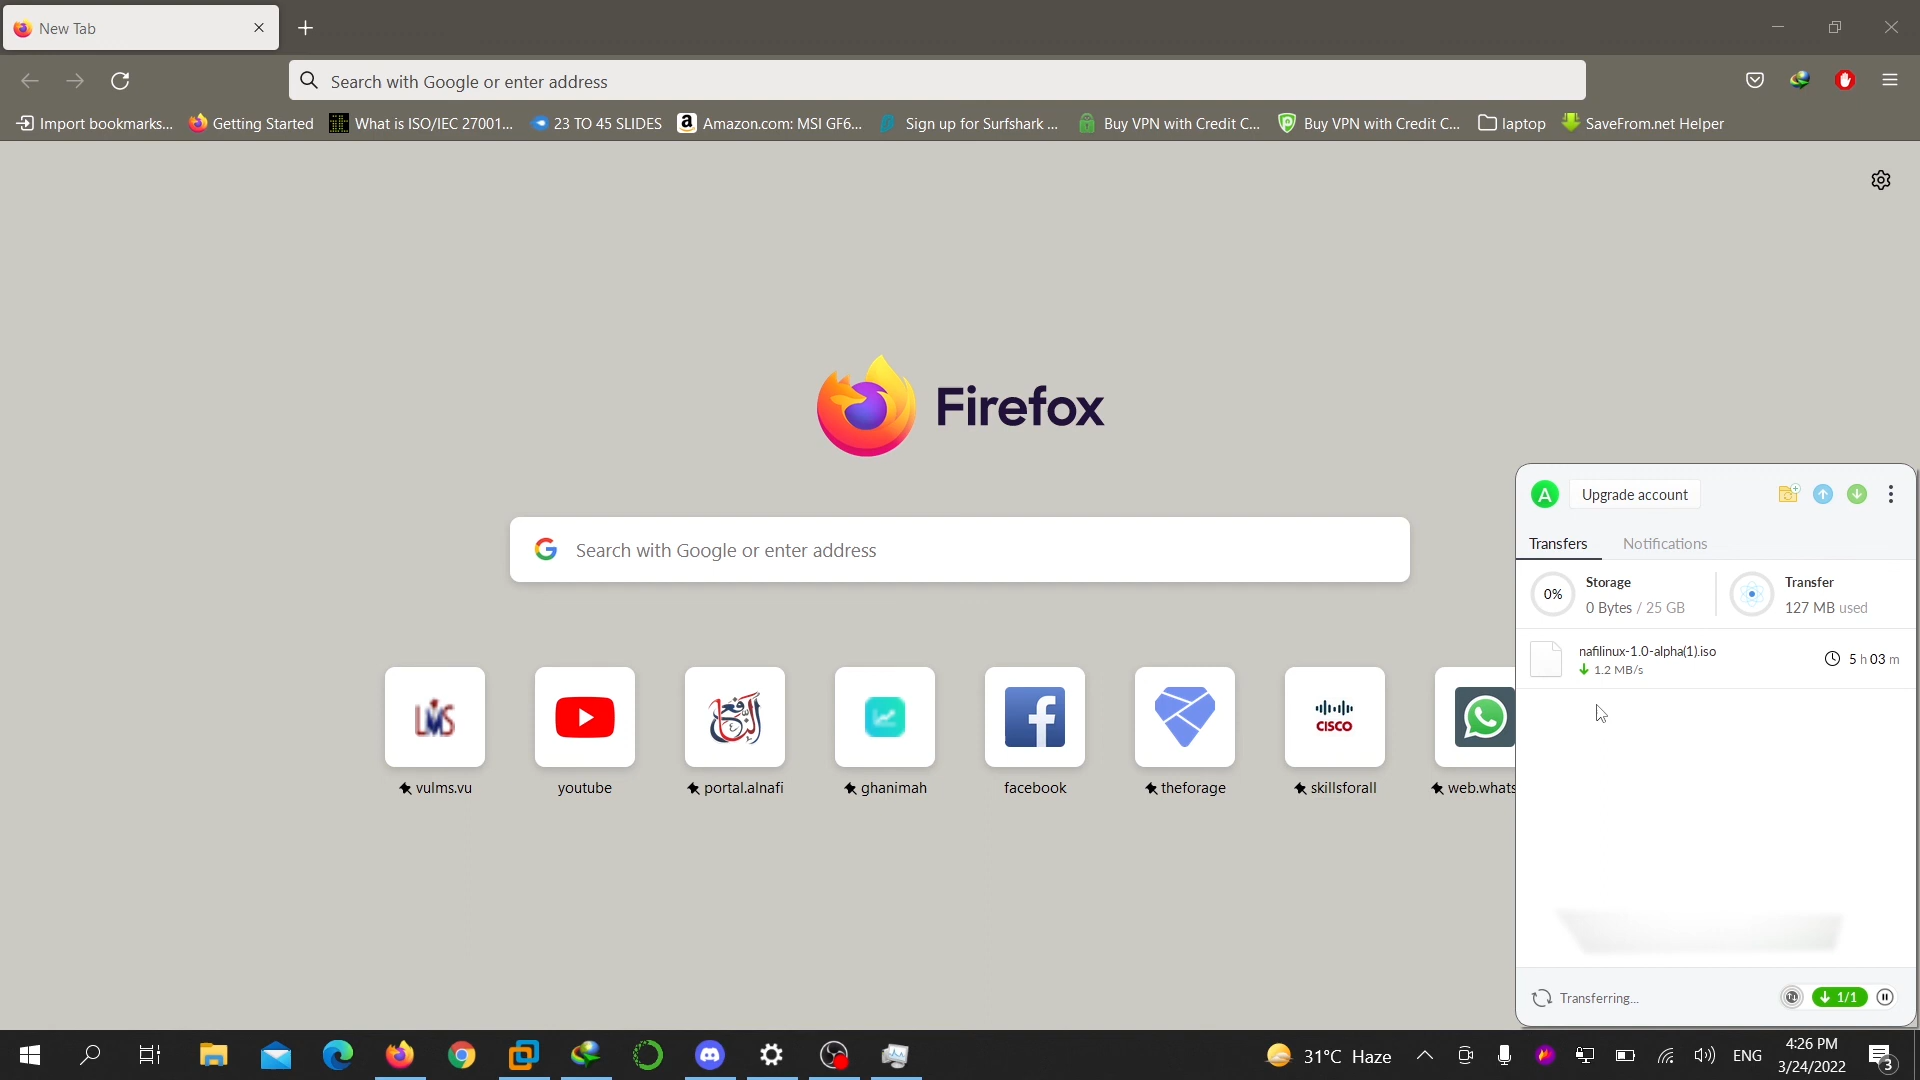 New Tab
Search with Google or enter address
Import bookmarks... Getting Started What is ISO/IEC 27001... 23 TO 45 SLIDES Amazon.com: MSI GF6... Sign up for Surfshark ... Buy VPN with Credit C... Buy VPN with Credit C... laptop SaveFrom.net Helper
Firefox
Search with Google or enter address
LMS
النافع
CISCO
vulms.vu youtube portal.alnafi ghanimah facebook theforage skillsforall web.whats
A Upgrade account
Transfers Notifications
0% Storage Transfer
0 Bytes / 25 GB 127 MB used
nafilinux-1.0-alpha(1).iso 5 h 03 m
1.2 MB/s
Transferring... 1/1
31°C Haze ENG 4:26 PM
3/24/2022 3